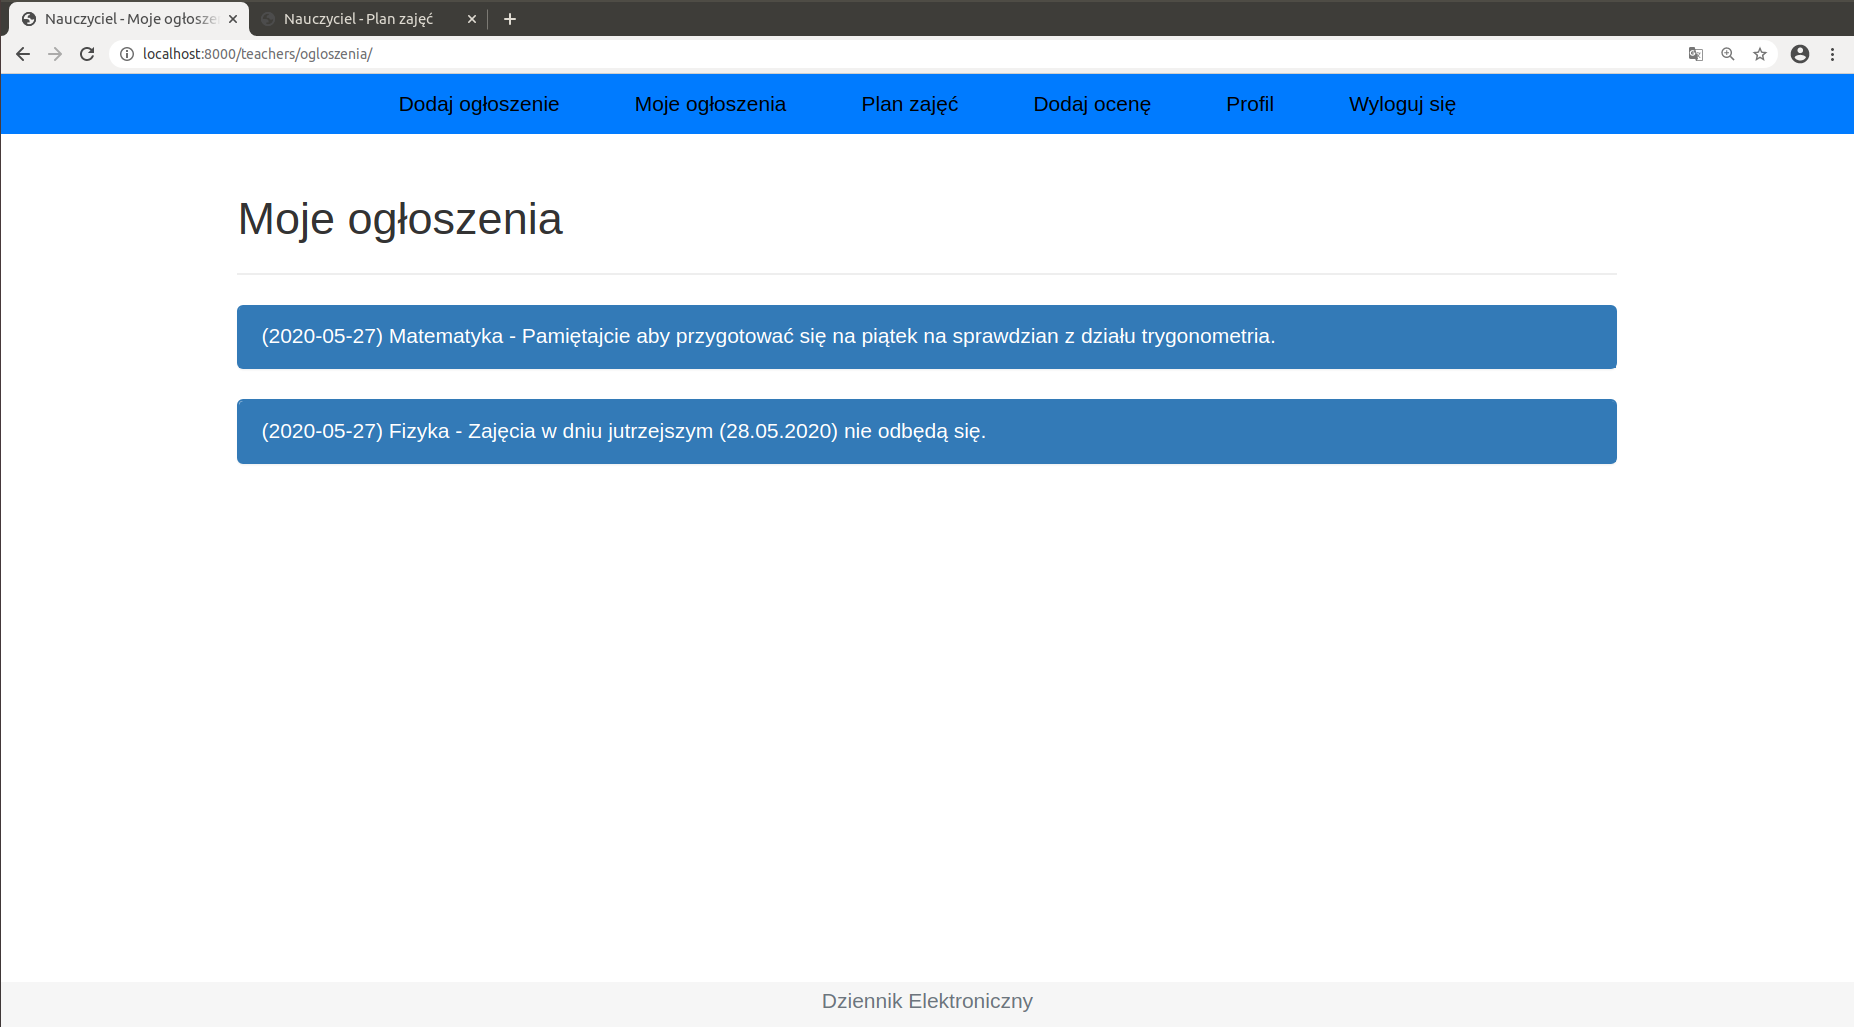 Nauczyciel - Moje ogłosze
Nauczyciel - Plan zajęć
localhost:8000/teachers/ogloszenia/
Dodaj ogłoszenie Moje ogłoszenia Plan zajęć Dodaj ocenę Profil Wyloguj się
Moje ogłoszenia
(2020-05-27) Matematyka - Pamiętajcie aby przygotować się na piątek na sprawdzian z działu trygonometria.
(2020-05-27) Fizyka - Zajęcia w dniu jutrzejszym (28.05.2020) nie odbędą się.
Dziennik Elektroniczny